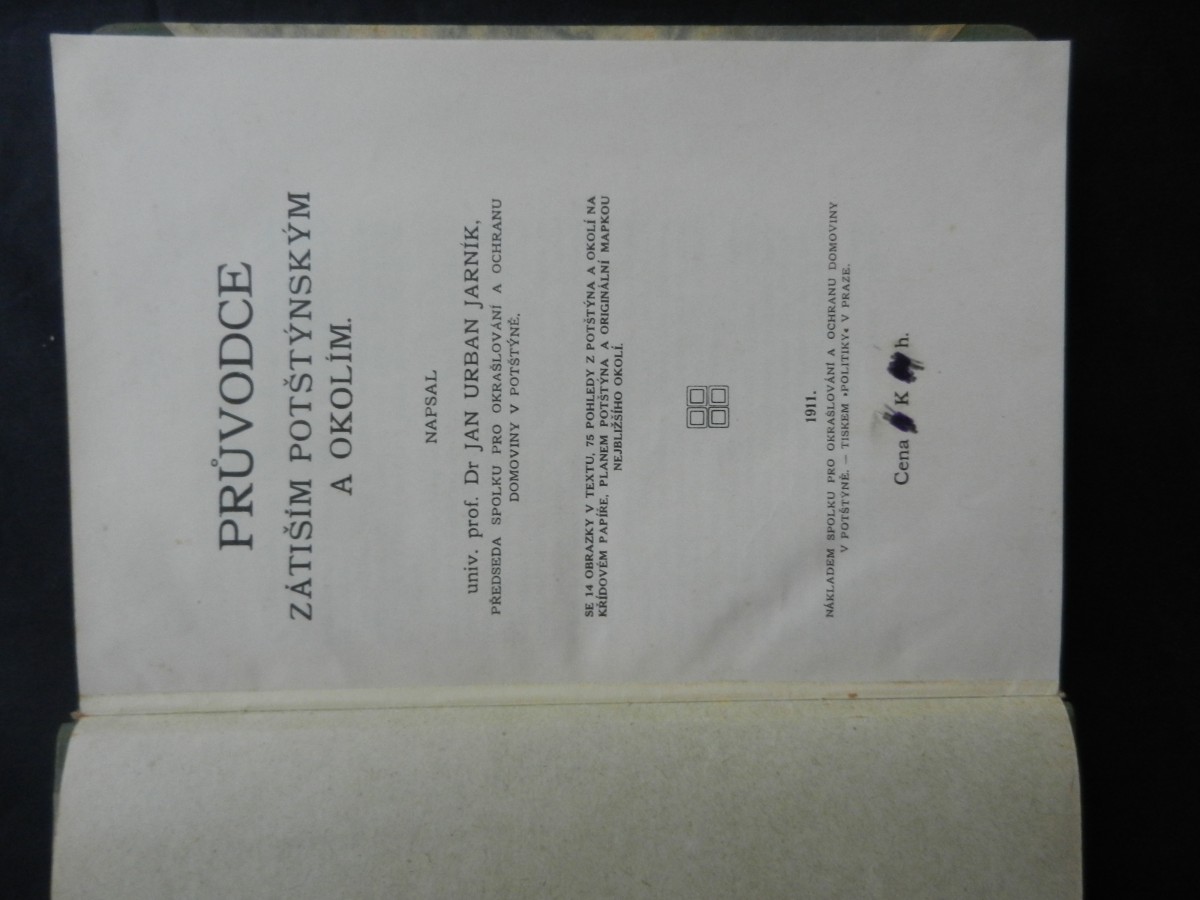 PRŮVODCE
ZÁTIŠÍM POTŠTÝNSKÝM
A OKOLÍM.
NAPSAL
univ. prof. Dr JAN URBAN JARNÍK,
PŘEDSEDA SPOLKU PRO OKRAŠLOVÁNÍ A OCHRANU
DOMOVINY V POTŠTÝNĚ.
SE 14 OBRAZKY V TEXTU, 75 POHLEDY Z POTŠTÝNA A OKOLÍ NA
KŘÍDOVÉM PAPÍŘE, PLANEM POTŠTÝNA A ORIGINÁLNÍ MAPKOU
NEJBLIŽŠÍHO OKOLÍ.
1911.
NÁKLADEM SPOLKU PRO OKRAŠLOVÁNÍ A OCHRANU DOMOVINY
V POTŠTÝNĚ. — TISKEM »POLITIKY« V PRAZE.
Cena K h.